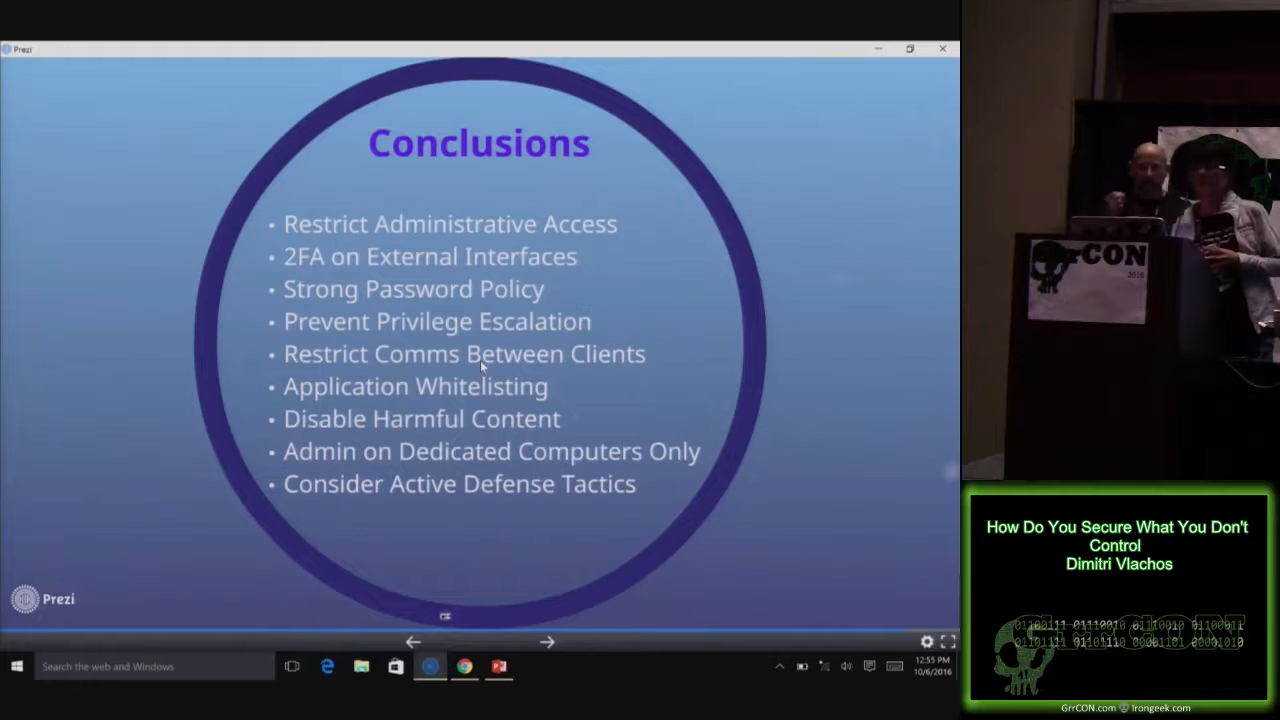 Prezi
Conclusions
• Restrict Administrative Access
• 2FA on External Interfaces
• Strong Password Policy
• Prevent Privilege Escalation
• Restrict Comms Between Clients
• Application Whitelisting
• Disable Harmful Content
• Admin on Dedicated Computers Only
• Consider Active Defense Tactics
Prezi
Search the web and Windows
12:55 PM
10/6/2016
GrrCON
2016
How Do You Secure What You Don't
Control
Dimitri Vlachos
GrrCON
GrrCON.com Irongeek.com